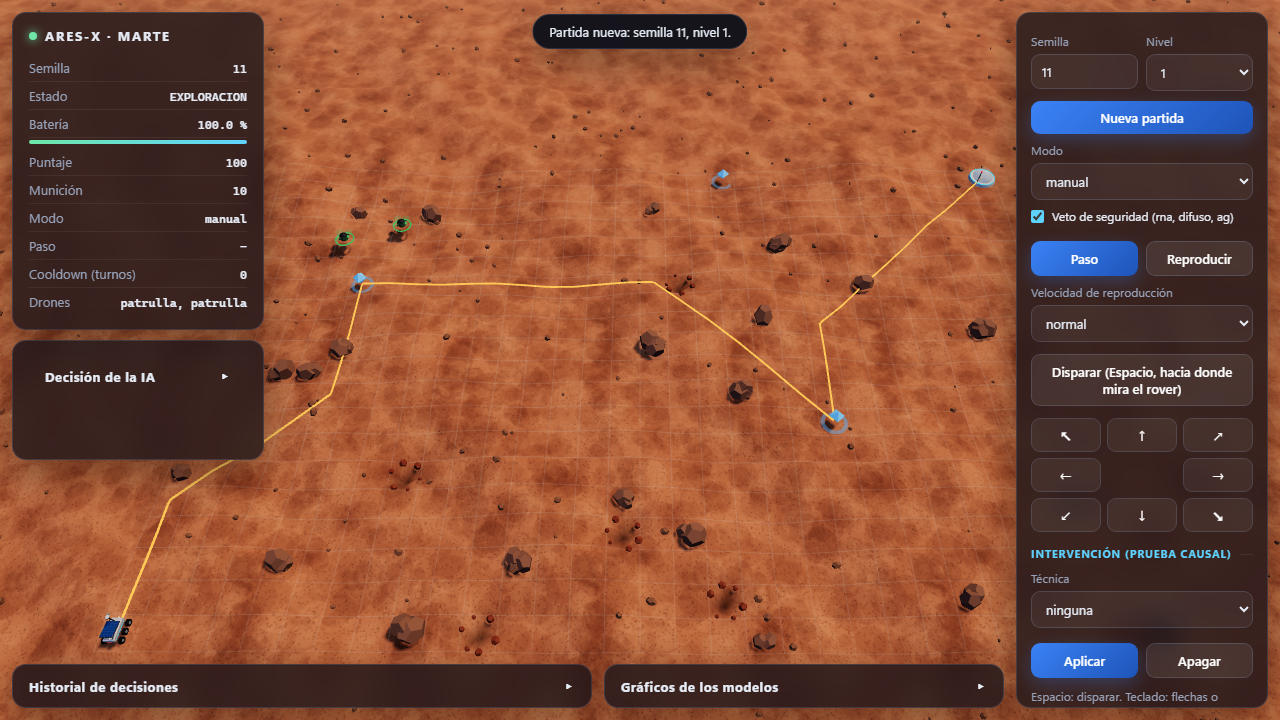 ARES-X · MARTE
Semilla 11
Estado EXPLORACION
Batería 100.0 %
Puntaje 100
Munición 10
Modo manual
Paso –
Cooldown (turnos) 0
Drones patrulla, patrulla
Decisión de la IA
Partida nueva: semilla 11, nivel 1.
Semilla Nivel
11 1
Nueva partida
Modo
manual
Veto de seguridad (rna, difuso, ag)
Paso Reproducir
Velocidad de reproducción
normal
Disparar (Espacio, hacia donde
mira el rover)
↖ ↑ ↗
← →
↙ ↓ ↘
INTERVENCIÓN (PRUEBA CAUSAL)
Técnica
ninguna
Aplicar Apagar
Espacio: disparar. Teclado: flechas o
Historial de decisiones
Gráficos de los modelos